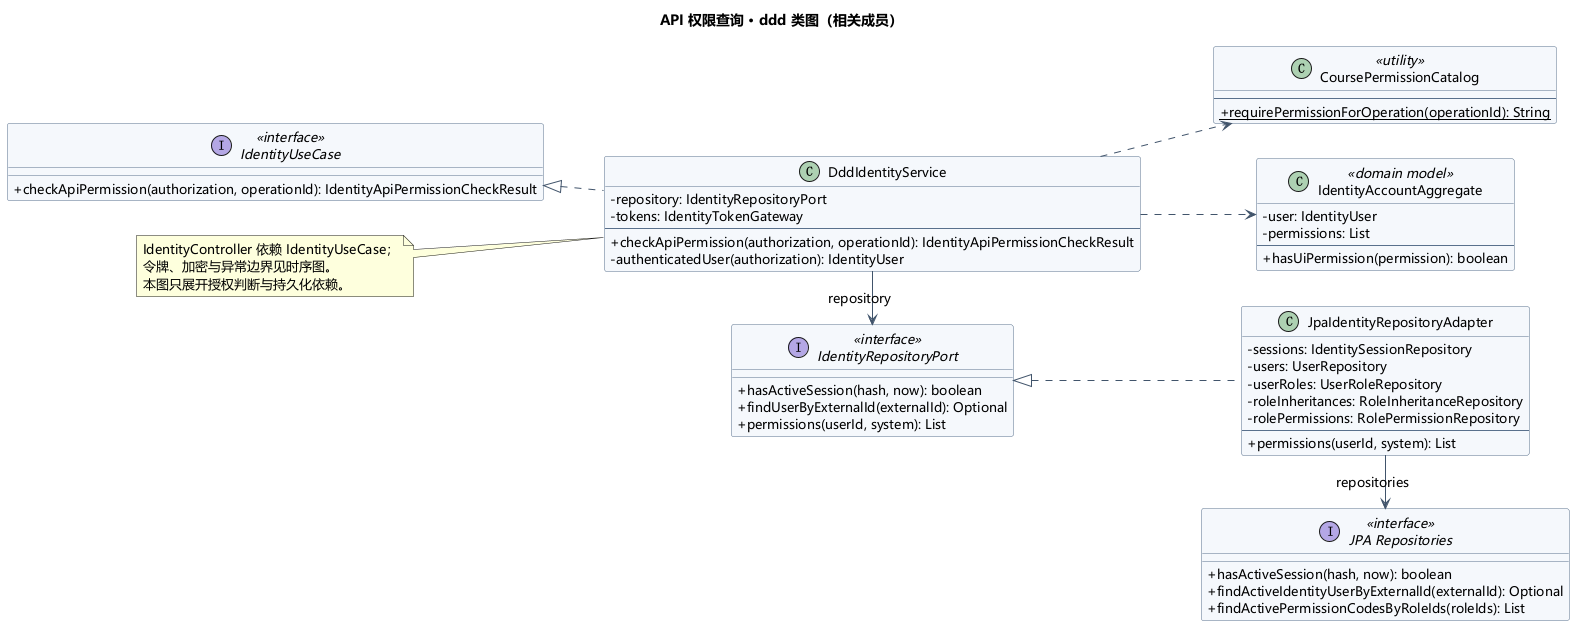 API 权限查询 · ddd 类图（相关成员）
«utility»
C
CoursePermissionCatalog
+requirePermissionForOperation(operationId): String
«interface»
I
IdentityUseCase
+checkApiPermission(authorization, operationId): IdentityApiPermissionCheckResult
C
DddIdentityService
-repository: IdentityRepositoryPort
-tokens: IdentityTokenGateway
+checkApiPermission(authorization, operationId): IdentityApiPermissionCheckResult
-authenticatedUser(authorization): IdentityUser
«domain model»
C
IdentityAccountAggregate
-user: IdentityUser
-permissions: List
+hasUiPermission(permission): boolean
IdentityController 依赖 IdentityUseCase;
令牌、加密与异常边界见时序图。
本图只展开授权判断与持久化依赖。
repository
«interface»
I
IdentityRepositoryPort
+hasActiveSession(hash, now): boolean
+findUserByExternalId(externalId): Optional
+permissions(userId, system): List
C
JpaIdentityRepositoryAdapter
-sessions: IdentitySessionRepository
-users: UserRepository
-userRoles: UserRoleRepository
-roleInheritances: RoleInheritanceRepository
-rolePermissions: RolePermissionRepository
+permissions(userId, system): List
repositories
«interface»
I
JPA Repositories
+hasActiveSession(hash, now): boolean
+findActiveIdentityUserByExternalId(externalId): Optional
+findActivePermissionCodesByRoleIds(roleIds): List